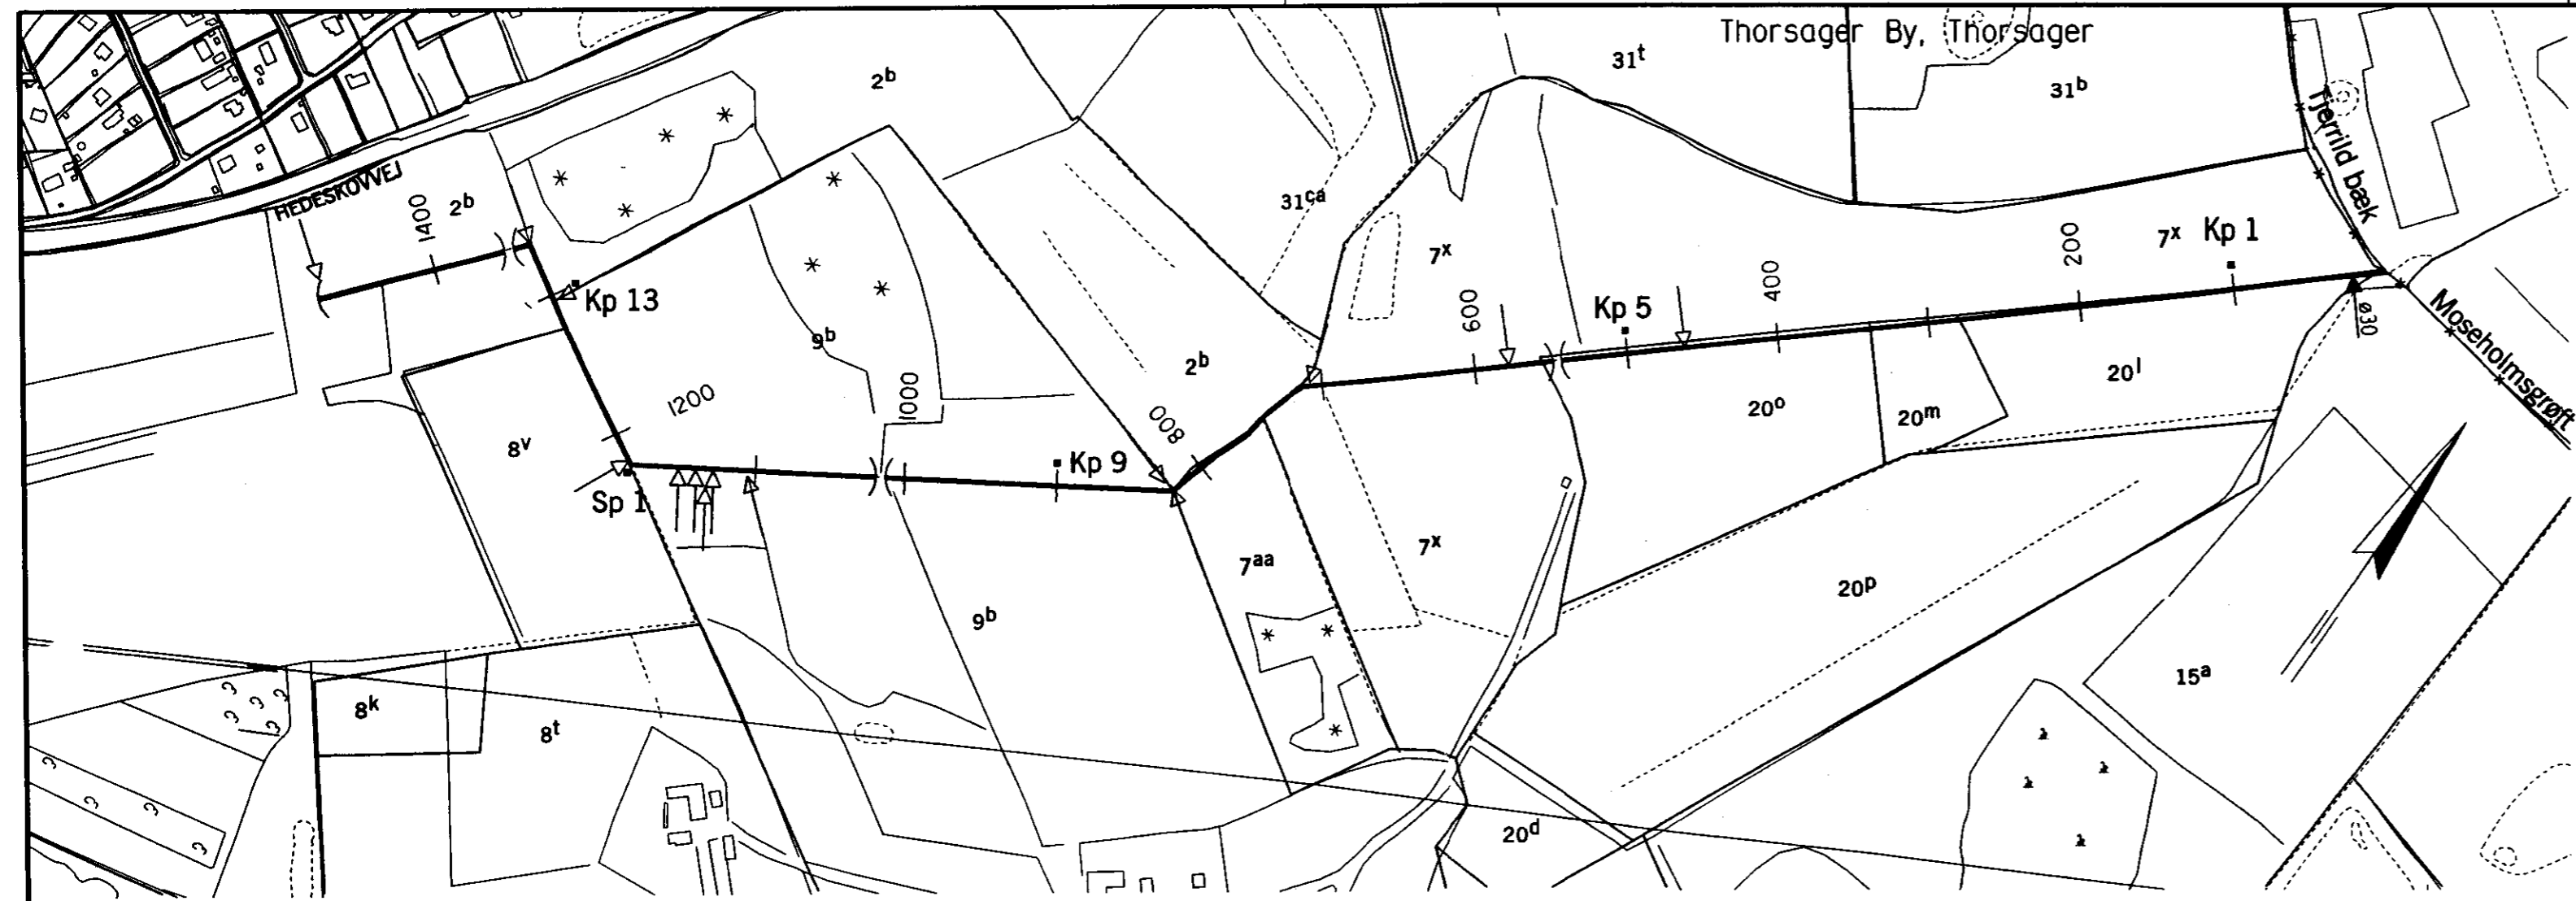 Thorsager By, Thorsager
31t
2b
31b
Tjerrild bæk
HEDESKOVVEJ
1400
2b
31ca
7x
200
7x
Kp 1
Kp 13
600
Kp 5
400
ø30
Moseholmsgrøft
9b
2b
20l
1200
1000
800
20o
20m
8v
Kp 9
Sp 1
7aa
7x
20p
9b
15a
8k
8t
20d